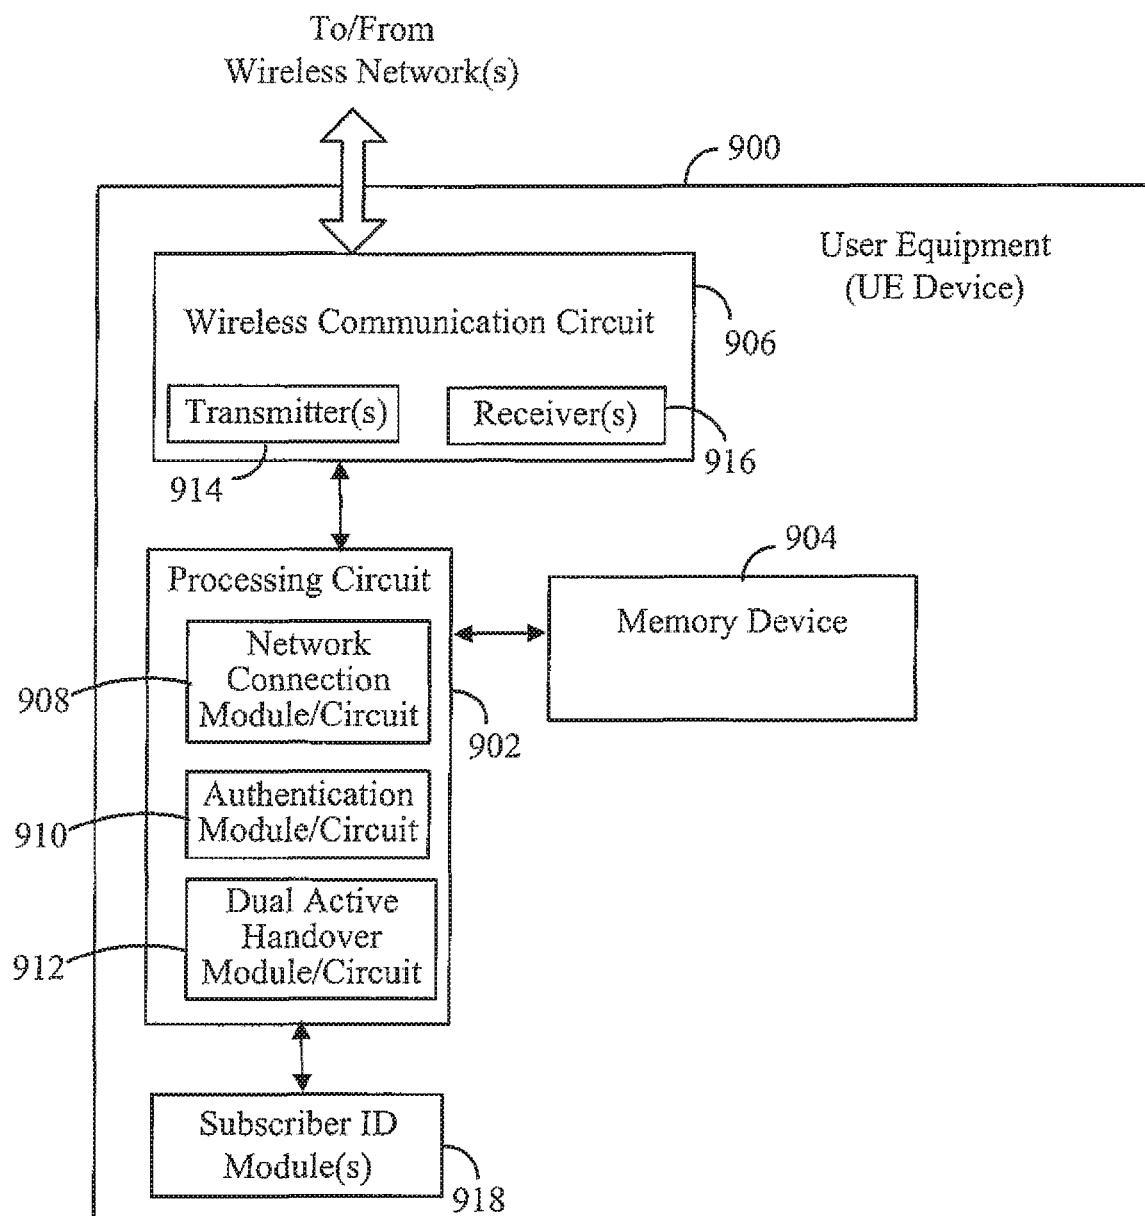 To/From
Wireless Network(s)
900
User Equipment
(UE Device)
Wireless Communication Circuit
906
Transmitter(s)
Receiver(s)
914
916
Processing Circuit
904
Memory Device
Network
Connection
Module/Circuit
908
902
Authentication
Module/Circuit
910
Dual Active
Handover
Module/Circuit
912
Subscriber ID
Module(s)
918